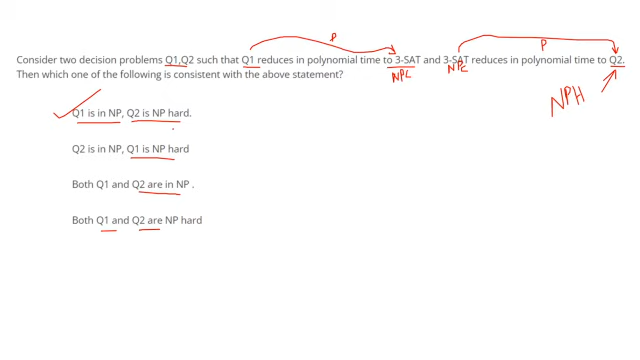 P
P
Consider two decision problems Q1,Q2 such that Q1 reduces in polynomial time to 3-SAT and 3-SAT reduces in polynomial time to Q2.
Then which one of the following is consistent with the above statement?
NPC
NPC
NPH
Q1 is in NP, Q2 is NP hard.
Q2 is in NP, Q1 is NP hard
Both Q1 and Q2 are in NP .
Both Q1 and Q2 are NP hard